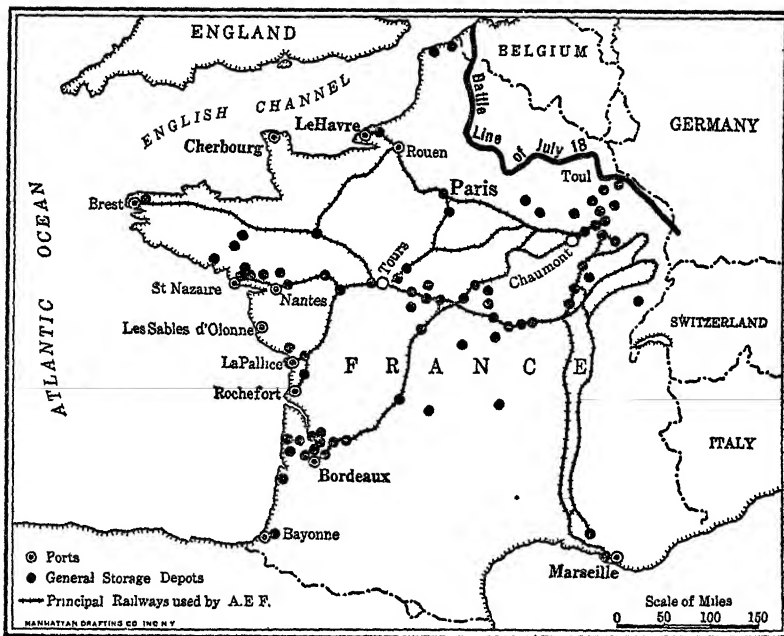 ENGLAND
BELGIUM
ENGLISH CHANNEL
GERMANY
Battle Line of July 18
LeHavre
Cherbourg
Rouen
Toul
Paris
Brest
ATLANTIC OCEAN
Tours
Chaumont
St Nazaire
Nantes
SWITZERLAND
Les Sables d'Olonne
FRANCE
LaPallice
Rochefort
ITALY
Bordeaux
Bayonne
Marseille
Ports
General Storage Depots
Principal Railways used by A.E.F.
MANHATTAN DRAFTING CO INC N Y
Scale of Miles
0 50 100 150